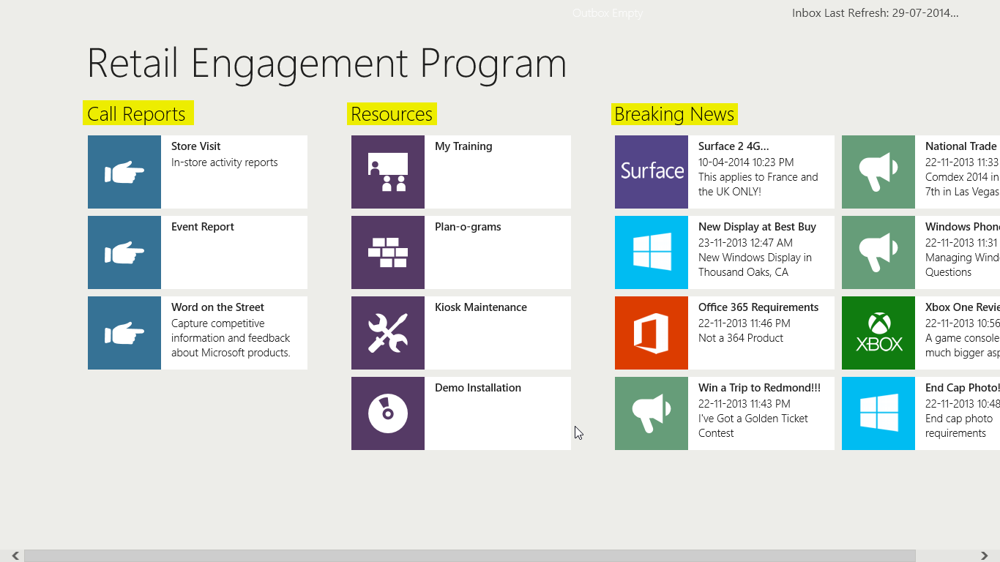 Outbox Empty
Inbox Last Refresh: 29-07-2014...
Retail Engagement Program
Call Reports
Store Visit
In-store activity reports
Event Report
Word on the Street
Capture competitive
information and feedback
about Microsoft products.
Resources
My Training
Plan-o-grams
Kiosk Maintenance
Demo Installation
Breaking News
Surface
Surface 2 4G...
10-04-2014 10:23 PM
This applies to France and
the UK ONLY!
New Display at Best Buy
23-11-2013 12:47 AM
New Windows Display in
Thousand Oaks, CA
Office 365 Requirements
22-11-2013 11:46 PM
Not a 364 Product
Win a Trip to Redmond!!!
22-11-2013 11:43 PM
I've Got a Golden Ticket
Contest
National Trade
22-11-2013 11:33
Comdex 2014 in
7th in Las Vegas
Windows Phon
22-11-2013 11:31
Managing Wind
Questions
XBOX
Xbox One Revi
22-11-2013 10:56
A game console
much bigger asp
End Cap Photo!
22-11-2013 10:48
End cap photo
requirements